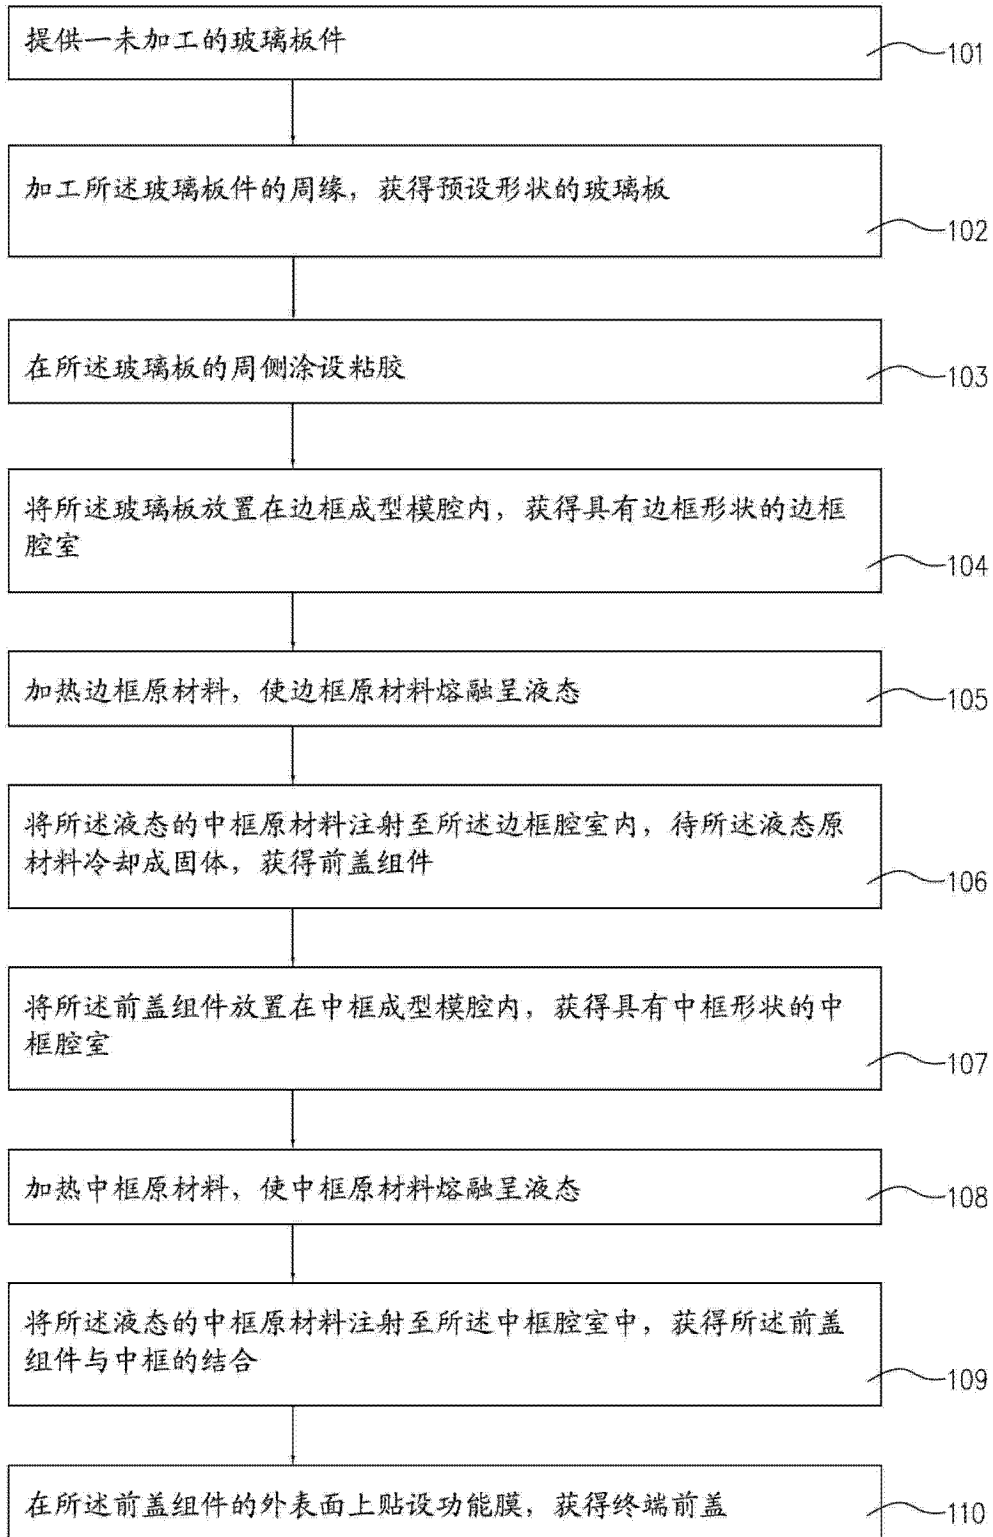 提供一未加工的玻璃板件
101
加工所述玻璃板件的周缘，获得预设形状的玻璃板
102
在所述玻璃板的周侧涂设粘胶
103
将所述玻璃板放置在边框成型模腔内，获得具有边框形状的边框
腔室
104
加热边框原材料，使边框原材料熔融呈液态
105
将所述液态的中框原材料注射至所述边框腔室内，待所述液态原
材料冷却成固体，获得前盖组件
106
将所述前盖组件放置在中框成型模腔内，获得具有中框形状的中
框腔室
107
加热中框原材料，使中框原材料熔融呈液态
108
将所述液态的中框原材料注射至所述中框腔室中，获得所述前盖
组件与中框的结合
109
在所述前盖组件的外表面上贴设功能膜，获得终端前盖
110